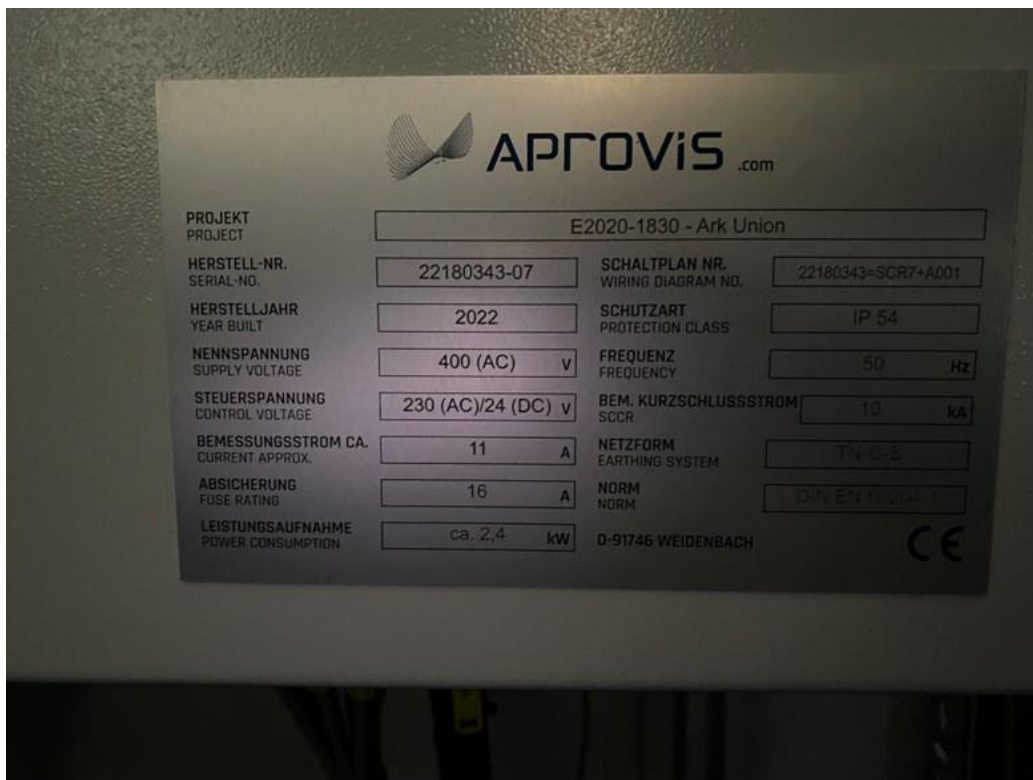 APROVIS .com
PROJEKT
PROJECT
E2020-1830 - Ark Union
HERSTELL-NR.
SERIAL-NO.
22180343-07
SCHALTPLAN NR.
WIRING DIAGRAM NO.
22180343=SCR7+A001
HERSTELLJAHR
YEAR BUILT
2022
SCHUTZART
PROTECTION CLASS
IP 54
NENNSPANNUNG
SUPPLY VOLTAGE
400 (AC) V
FREQUENZ
FREQUENCY
50 Hz
STEUERSPANNUNG
CONTROL VOLTAGE
230 (AC)/24 (DC) V
BEM. KURZSCHLUSSSTROM
SCCR
10 kA
BEMESSUNGSSTROM CA.
CURRENT APPROX.
11 A
NETZFORM
EARTHING SYSTEM
ABSICHERUNG
FUSE RATING
16 A
NORM
NORM
DIN EN
LEISTUNGSAUFNAHME
POWER CONSUMPTION
ca. 2,4 kW
D-91746 WEIDENBACH
CE